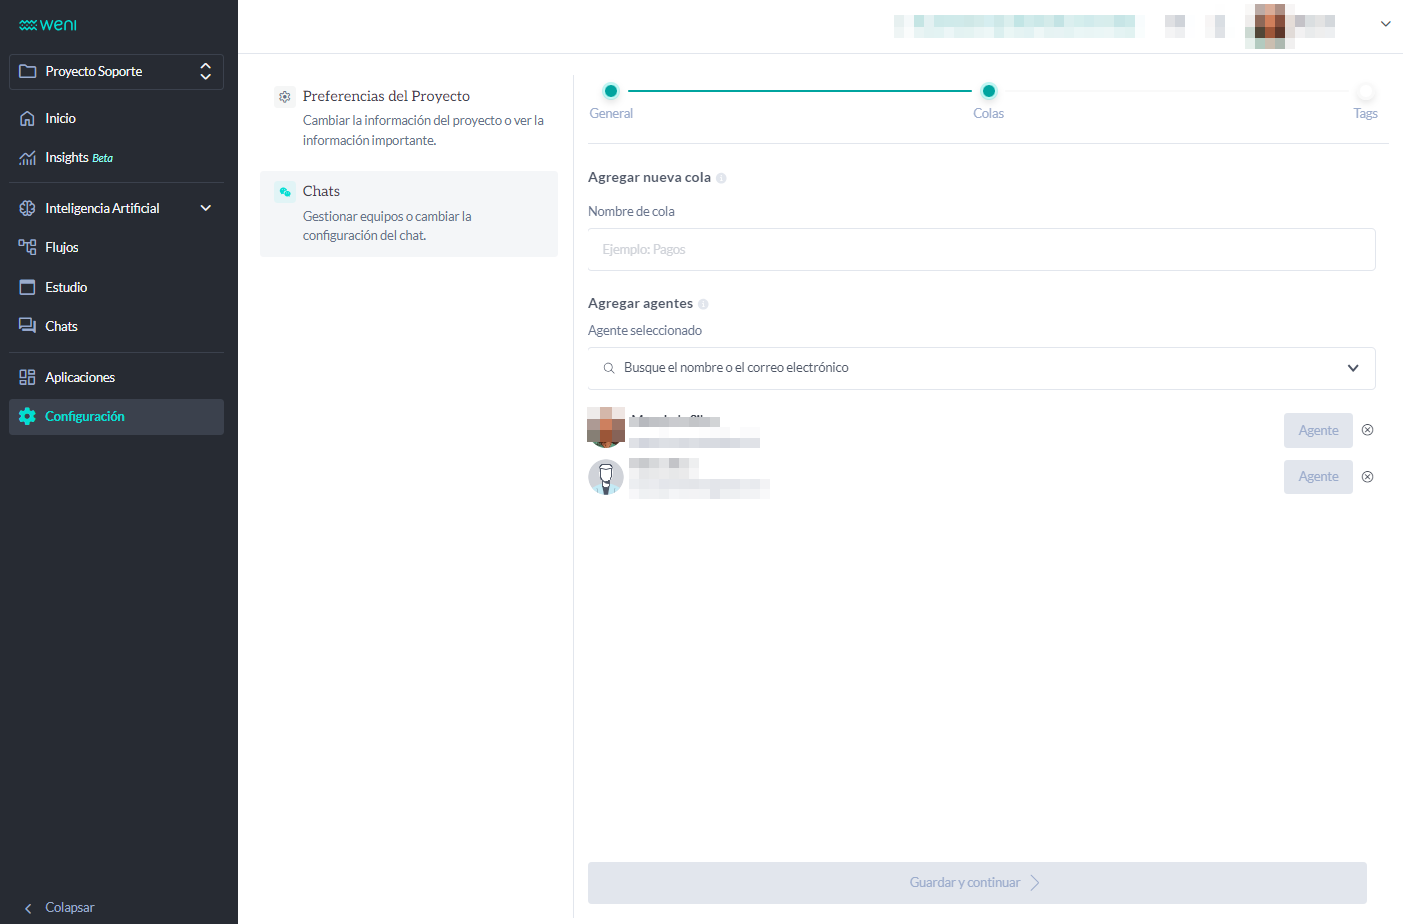 weni
Proyecto Soporte
Inicio
Insights Beta
Inteligencia Artificial
Flujos
Estudio
Chats
Aplicaciones
Configuración
Colapsar
Preferencias del Proyecto
Cambiar la información del proyecto o ver la
información importante.
Chats
Gestionar equipos o cambiar la
configuración del chat.
General
Colas
Tags
Agregar nueva cola
Nombre de cola
Ejemplo: Pagos
Agregar agentes
Agente seleccionado
Busque el nombre o el correo electrónico
Agente
Agente
Guardar y continuar